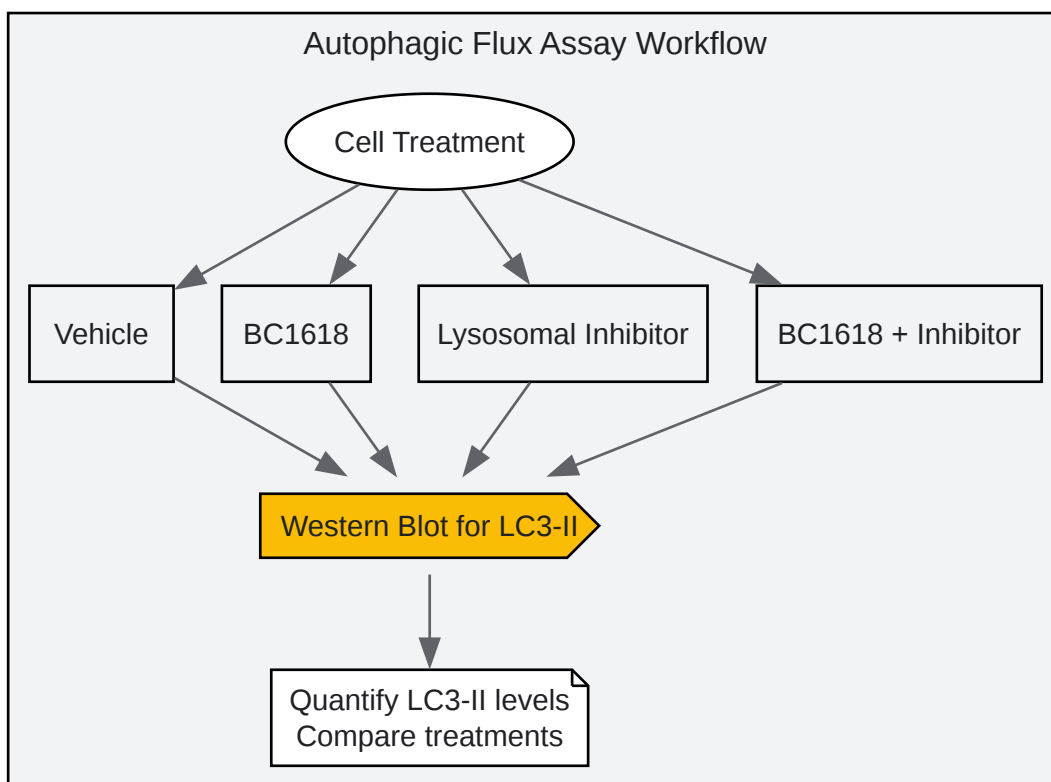 Autophagic Flux Assay Workflow
Cell Treatment
Vehicle
BC1618
Lysosomal Inhibitor
BC1618 + Inhibitor
Western Blot for LC3-II
Quantify LC3-II levels
Compare treatments